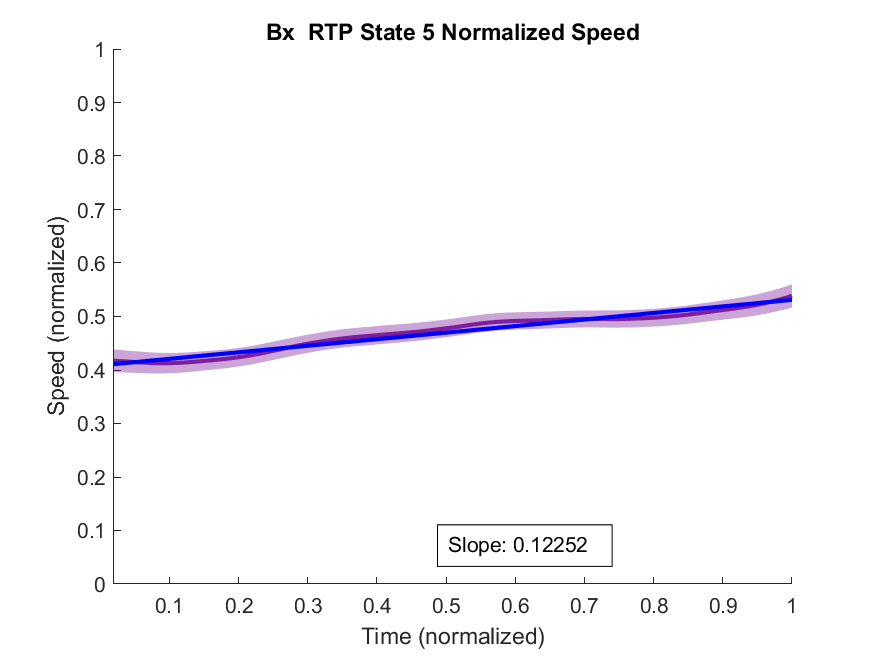 Bx  RTP State 5 Normalized Speed
1
0.9
0.8
0.7
0.6
0.5
0.4
0.3
0.2
0.1
0
Speed (normalized)
Slope: 0.12252
0.1 0.2 0.3 0.4 0.5 0.6 0.7 0.8 0.9 1
Time (normalized)